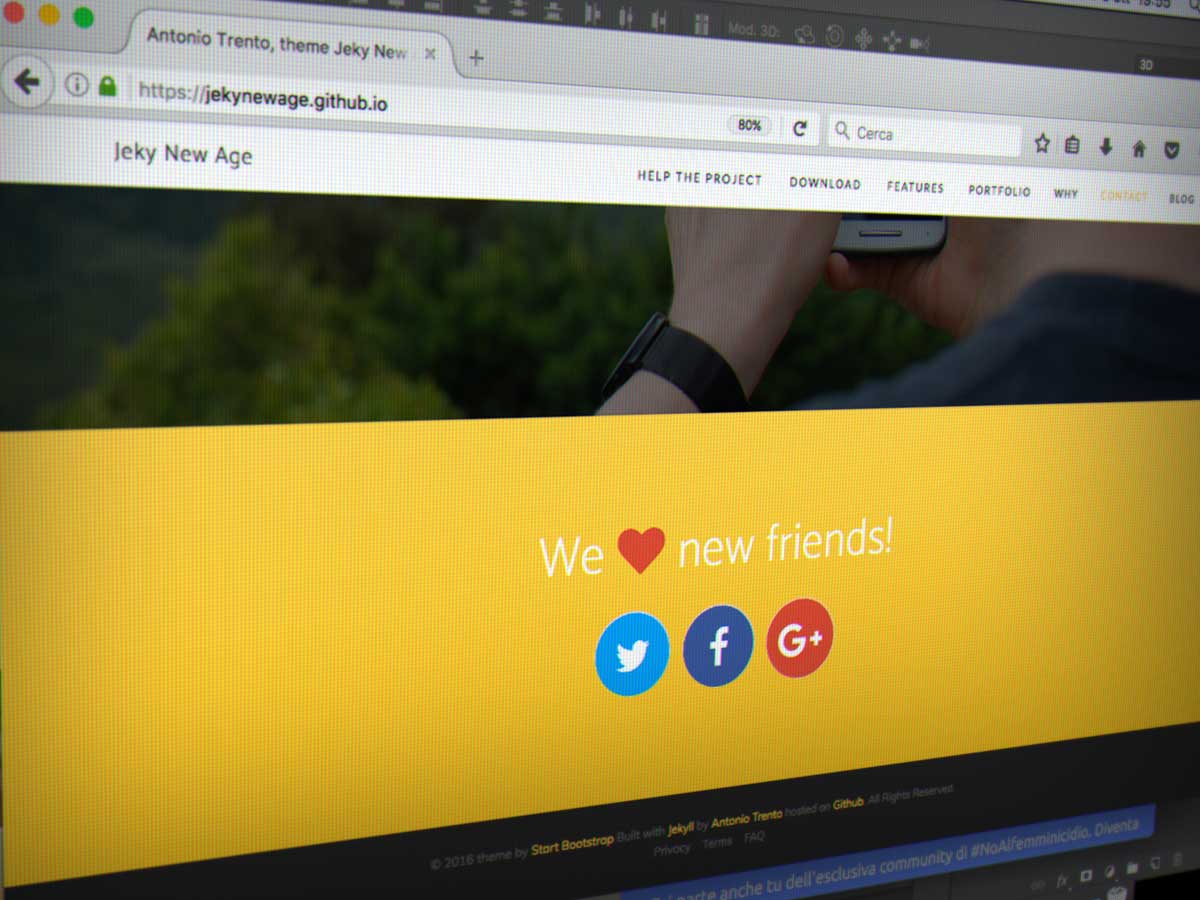 Mod. 3D:
3D
Antonio Trento, theme Jeky New
https://jekynewage.github.io
80%
Cerca
Jeky New Age
HELP THE PROJECT DOWNLOAD FEATURES PORTFOLIO WHY CONTACT BLOG
We ❤ new friends!
G+
© 2016 theme by Start Bootstrap Built with Jekyll by Antonio Trento hosted on Github. All Rights Reserved.
Privacy Terms FAQ
parte anche tu dell'esclusiva community di #NoAlfemminicidio. Diventa
fx